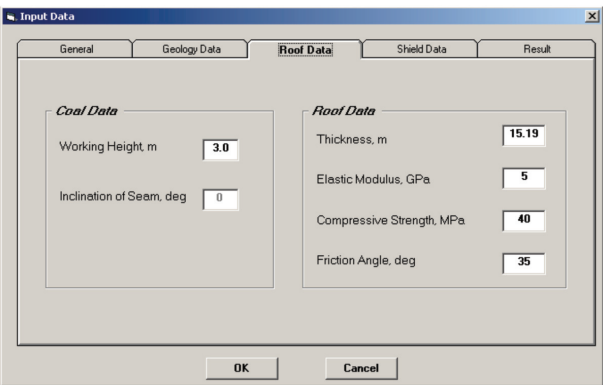 Input Data
General Geology Data Roof Data Shield Data Result
Coal Data
Working Height, m 3.0
Inclination of Seam, deg 0
Roof Data
Thickness, m 15.19
Elastic Modulus, GPa 5
Compressive Strength, MPa 40
Friction Angle, deg 35
OK Cancel